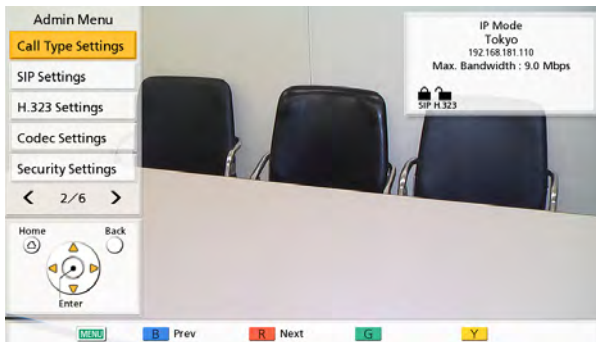 Admin Menu
Call Type Settings
SIP Settings
H.323 Settings
Codec Settings
Security Settings
2/6
IP Mode
Tokyo
192.168.181.110
Max. Bandwidth : 9.0 Mbps
SIP H.323
Home
Back
Enter
MENU
B Prev
R Next
G
Y